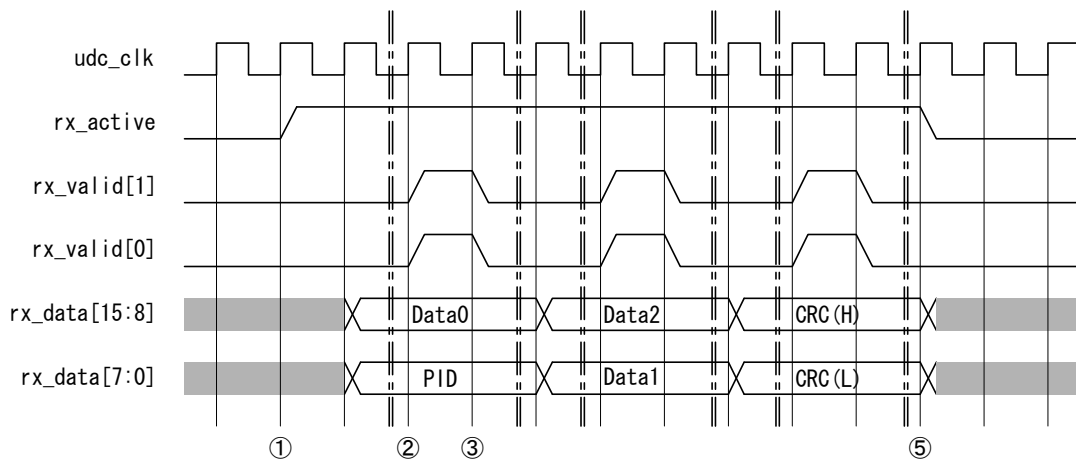 udc_clk
rx_active
rx_valid[1]
rx_valid[0]
rx_data[15:8] Data0 Data2 CRC(H)
rx_data[7:0] PID Data1 CRC(L)
① ② ③ ⑤